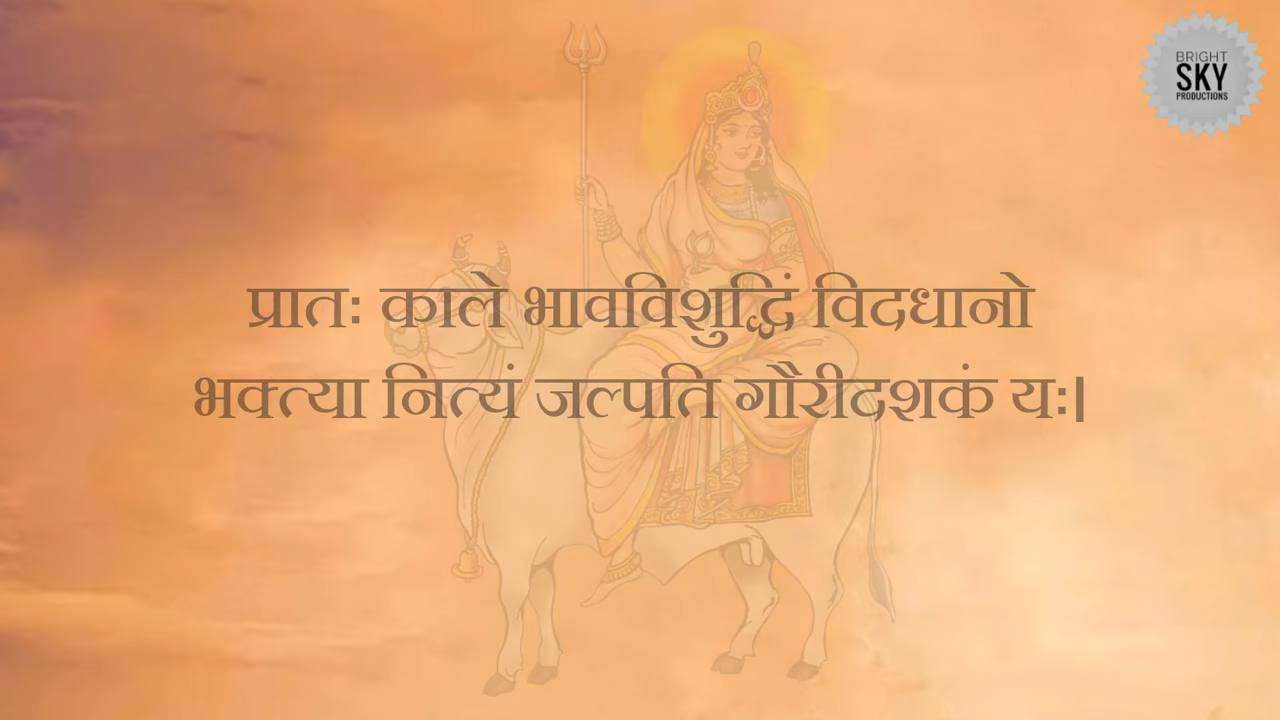 BRIGHT
SKY
PRODUCTIONS
प्रातः काले भावविशुद्धिं विदधानो
भक्त्या नित्यं जल्पति गौरीदशकं यः।